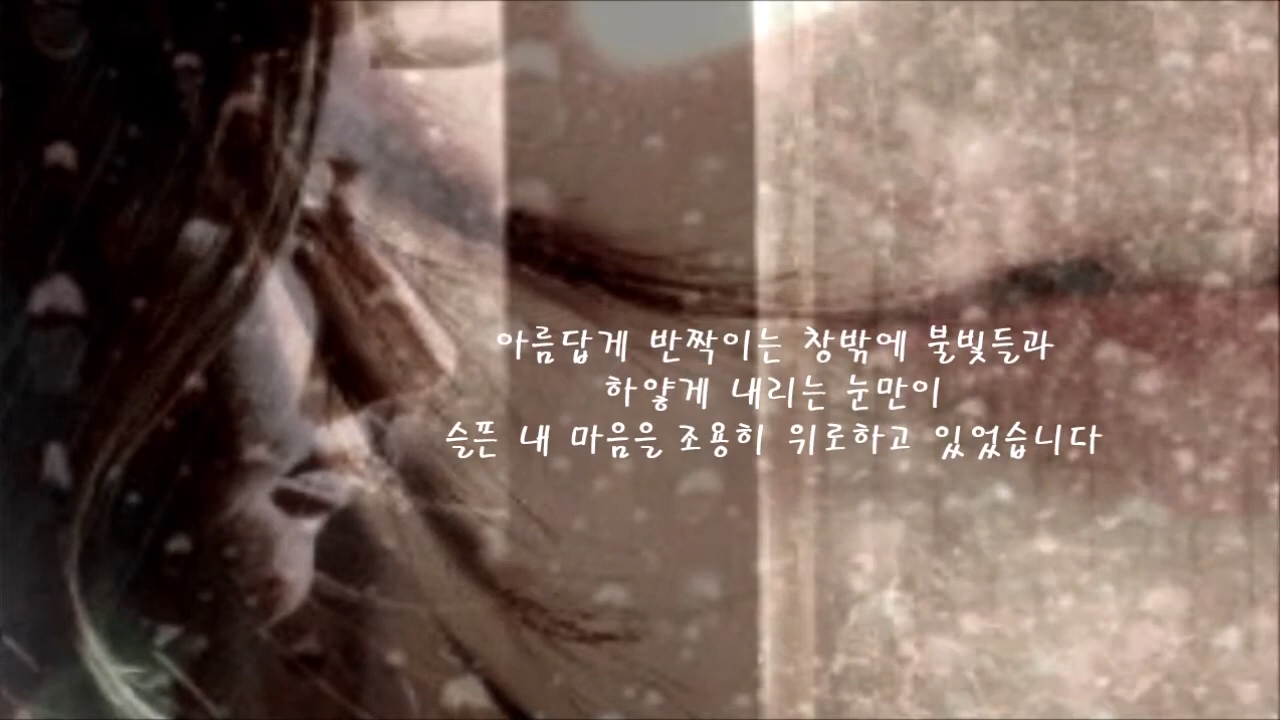 아름답게 반짝이는 창밖에 불빛들과
하얗게 내리는 눈만이
슬픈 내 마음을 조용히 위로하고 있었습니다